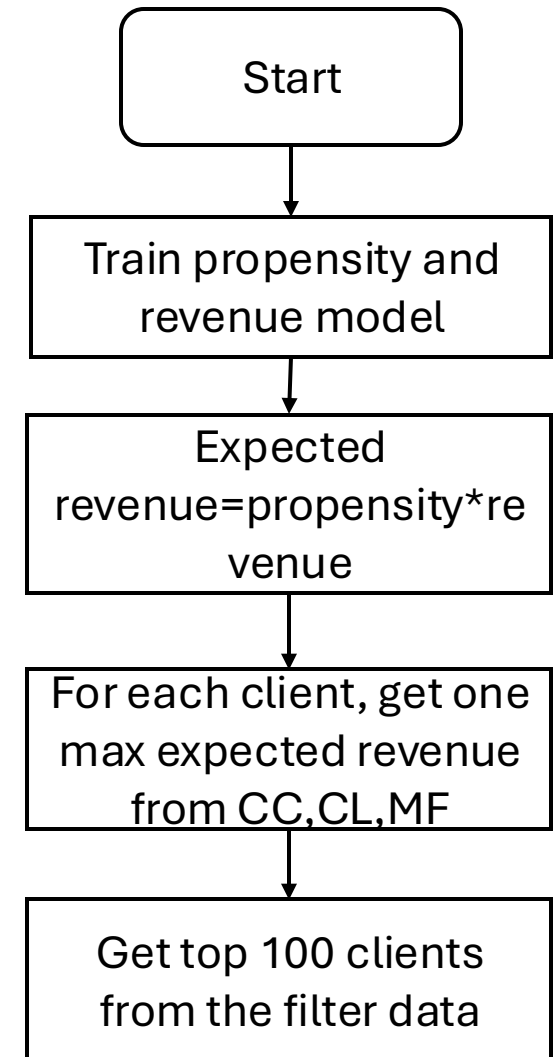 Start
Train propensity and
revenue model
Expected
revenue=propensity*re
venue
For each client, get one
max expected revenue
from CC,CL,MF
Get top 100 clients
from the filter data